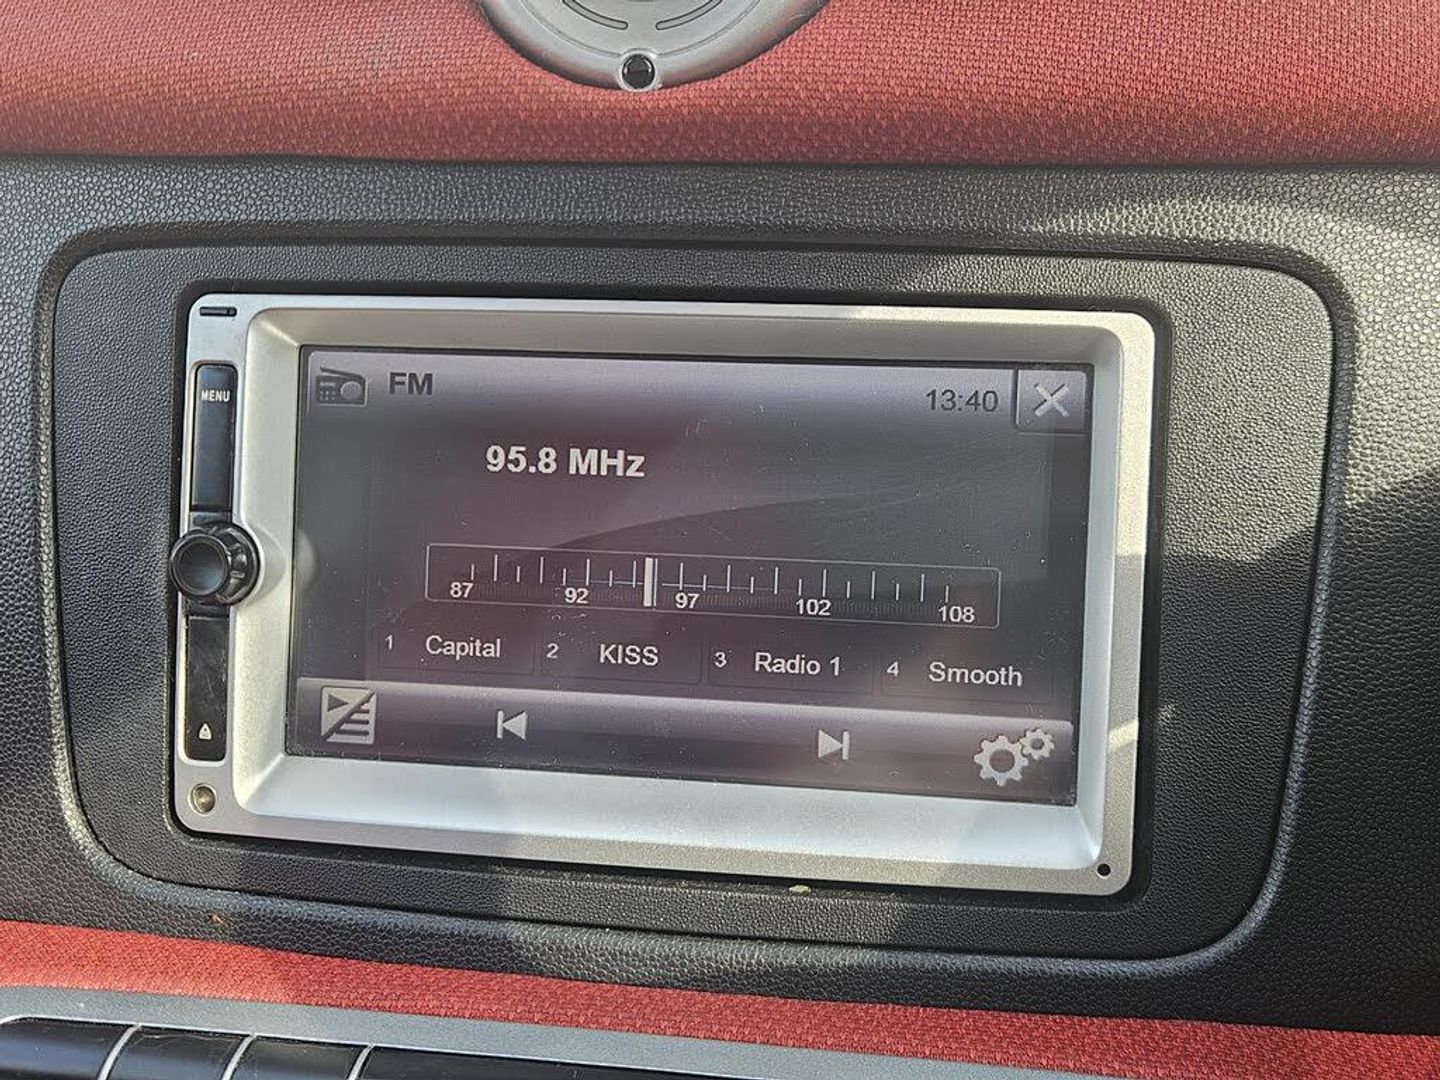 MENU
FM
13:40
95.8 MHz
87 92 97 102 108
1 Capital 2 KISS 3 Radio 1 4 Smooth